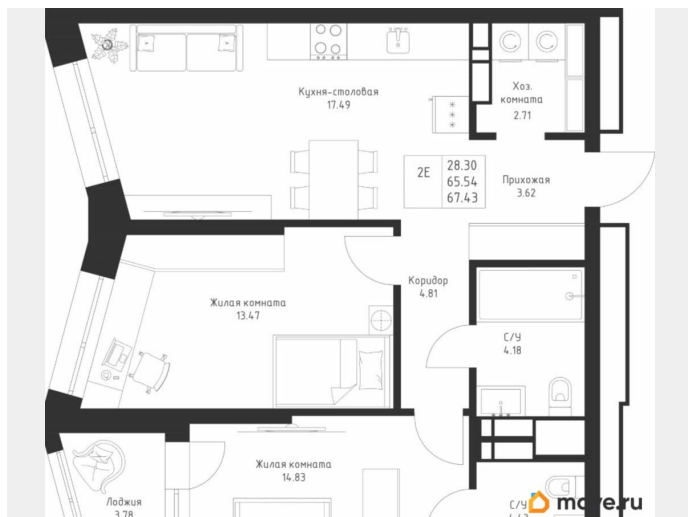 Кухня-столовая
17.49
Хоз.
комната
2.71
2Е
28.30
65.54
67.43
Прихожая
3.62
Коридор
4.81
Жилая комната
13.47
С/У
4.18
Жилая комната
14.83
Лоджия
3.78
С/У
move.ru